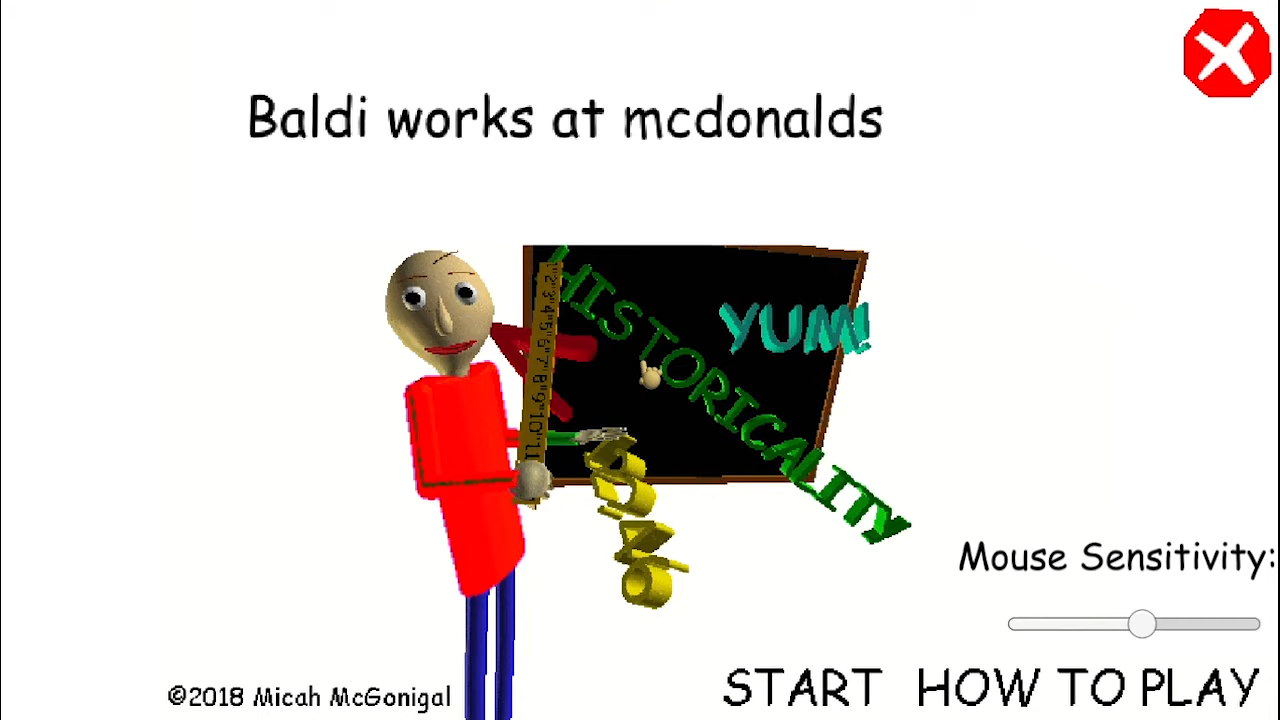 Baldi works at mcdonalds
HISTORICALITY
YUM!
A
Mouse Sensitivity:
©2018 Micah McGonigal
START HOW TO PLAY